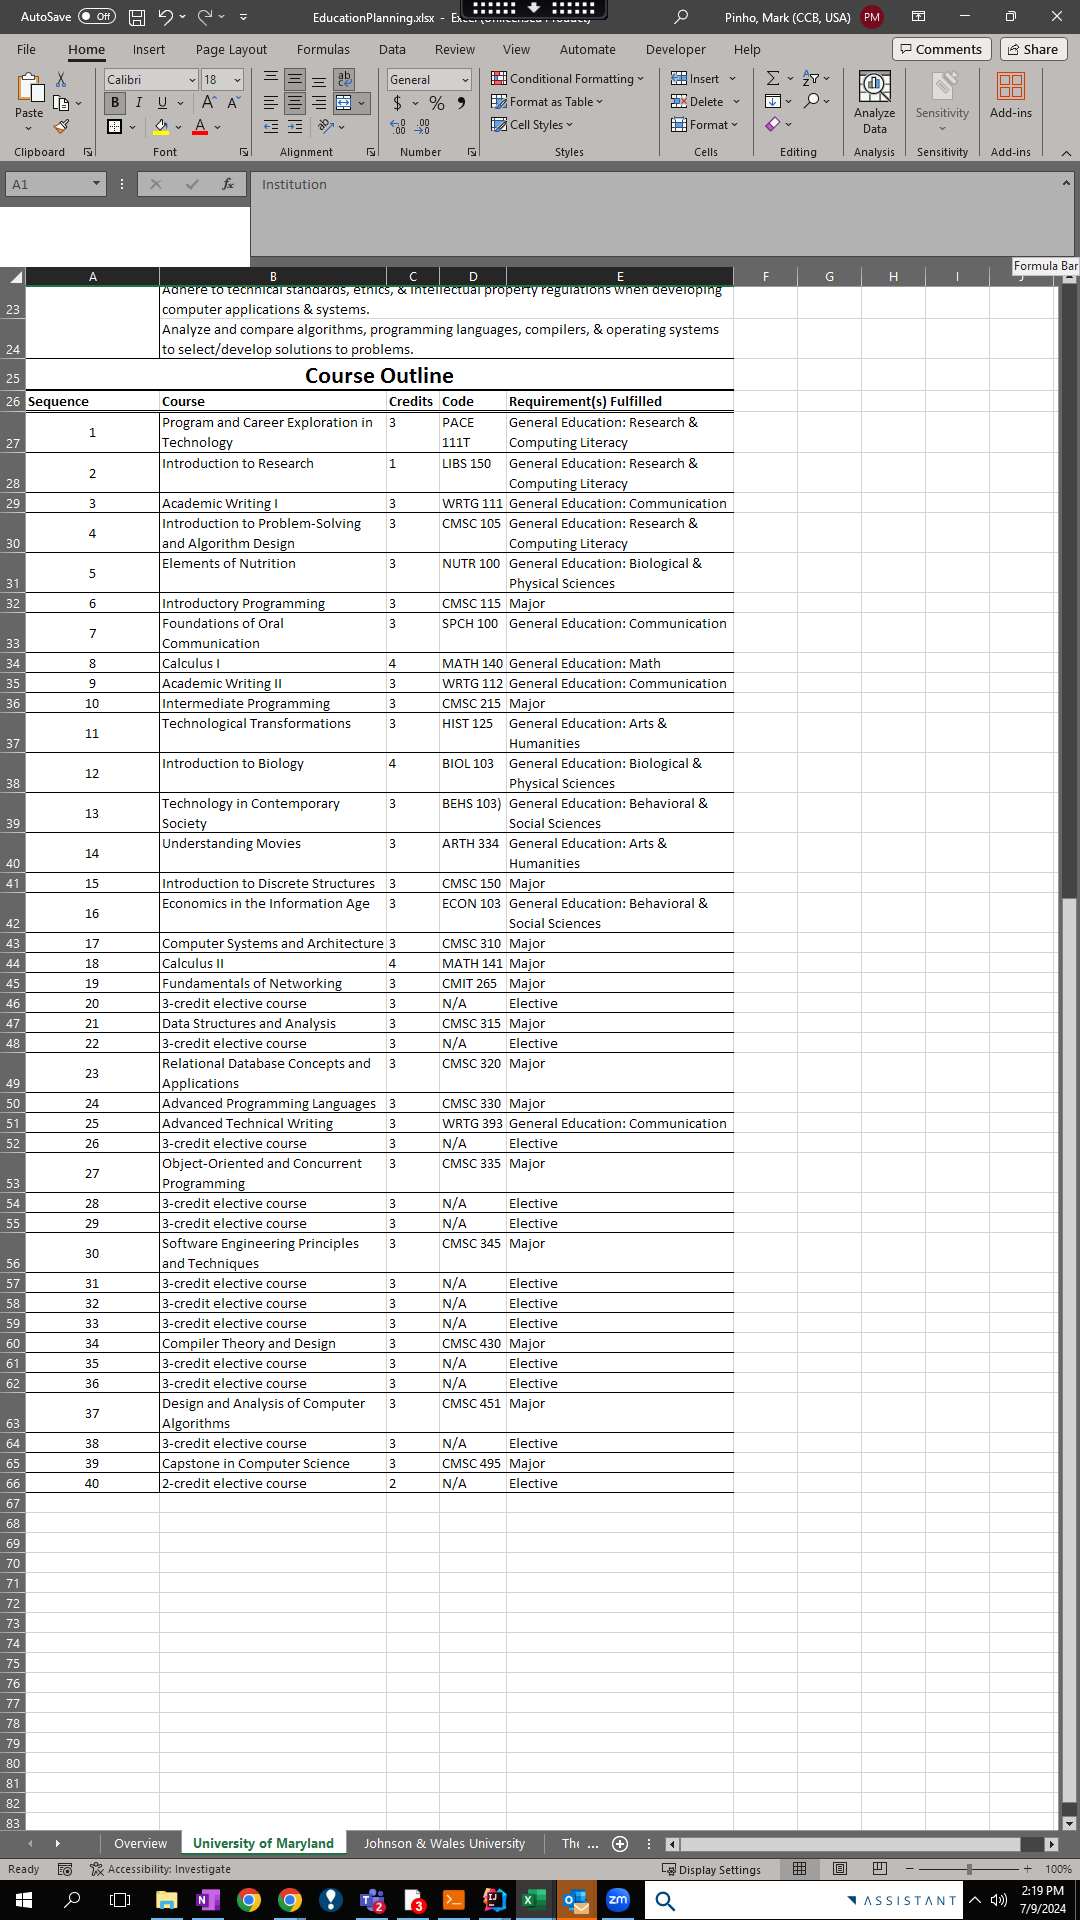 AutoSave Off EducationPlanning.xlsx - Pinho, Mark (CCB, USA) PM
File Home Insert Page Layout Formulas Data Review View Automate Developer Help Comments Share
Calibri 18 General Conditional Formatting Insert
Paste B I U Format as Table Delete Analyze Data Sensitivity Add-ins
Cell Styles Format
Clipboard Font Alignment Number Styles Cells Editing Analysis Sensitivity Add-ins
A1 fx Institution
Formula Bar
A B C D E F G H I J
Adhere to technical standards, ethics, & intellectual property regulations when developing
23 computer applications & systems.
Analyze and compare algorithms, programming languages, compilers, & operating systems
24 to select/develop solutions to problems.
25 Course Outline
26 Sequence Course Credits Code Requirement(s) Fulfilled
27 1 Program and Career Exploration in Technology 3 PACE 111T General Education: Research & Computing Literacy
28 2 Introduction to Research 1 LIBS 150 General Education: Research & Computing Literacy
29 3 Academic Writing I 3 WRTG 111 General Education: Communication
30 4 Introduction to Problem-Solving and Algorithm Design 3 CMSC 105 General Education: Research & Computing Literacy
31 5 Elements of Nutrition 3 NUTR 100 General Education: Biological & Physical Sciences
32 6 Introductory Programming 3 CMSC 115 Major
33 7 Foundations of Oral Communication 3 SPCH 100 General Education: Communication
34 8 Calculus I 4 MATH 140 General Education: Math
35 9 Academic Writing II 3 WRTG 112 General Education: Communication
36 10 Intermediate Programming 3 CMSC 215 Major
37 11 Technological Transformations 3 HIST 125 General Education: Arts & Humanities
38 12 Introduction to Biology 4 BIOL 103 General Education: Biological & Physical Sciences
39 13 Technology in Contemporary Society 3 BEHS 103) General Education: Behavioral & Social Sciences
40 14 Understanding Movies 3 ARTH 334 General Education: Arts & Humanities
41 15 Introduction to Discrete Structures 3 CMSC 150 Major
42 16 Economics in the Information Age 3 ECON 103 General Education: Behavioral & Social Sciences
43 17 Computer Systems and Architecture 3 CMSC 310 Major
44 18 Calculus II 4 MATH 141 Major
45 19 Fundamentals of Networking 3 CMIT 265 Major
46 20 3-credit elective course 3 N/A Elective
47 21 Data Structures and Analysis 3 CMSC 315 Major
48 22 3-credit elective course 3 N/A Elective
49 23 Relational Database Concepts and Applications 3 CMSC 320 Major
50 24 Advanced Programming Languages 3 CMSC 330 Major
51 25 Advanced Technical Writing 3 WRTG 393 General Education: Communication
52 26 3-credit elective course 3 N/A Elective
53 27 Object-Oriented and Concurrent Programming 3 CMSC 335 Major
54 28 3-credit elective course 3 N/A Elective
55 29 3-credit elective course 3 N/A Elective
56 30 Software Engineering Principles and Techniques 3 CMSC 345 Major
57 31 3-credit elective course 3 N/A Elective
58 32 3-credit elective course 3 N/A Elective
59 33 3-credit elective course 3 N/A Elective
60 34 Compiler Theory and Design 3 CMSC 430 Major
61 35 3-credit elective course 3 N/A Elective
62 36 3-credit elective course 3 N/A Elective
63 37 Design and Analysis of Computer Algorithms 3 CMSC 451 Major
64 38 3-credit elective course 3 N/A Elective
65 39 Capstone in Computer Science 3 CMSC 495 Major
66 40 2-credit elective course 2 N/A Elective
67
68
69
70
71
72
73
74
75
76
77
78
79
80
81
82
83
Overview University of Maryland Johnson & Wales University The ...
Ready Accessibility: Investigate Display Settings 100%
ASSISTANT 2:19 PM
7/9/2024